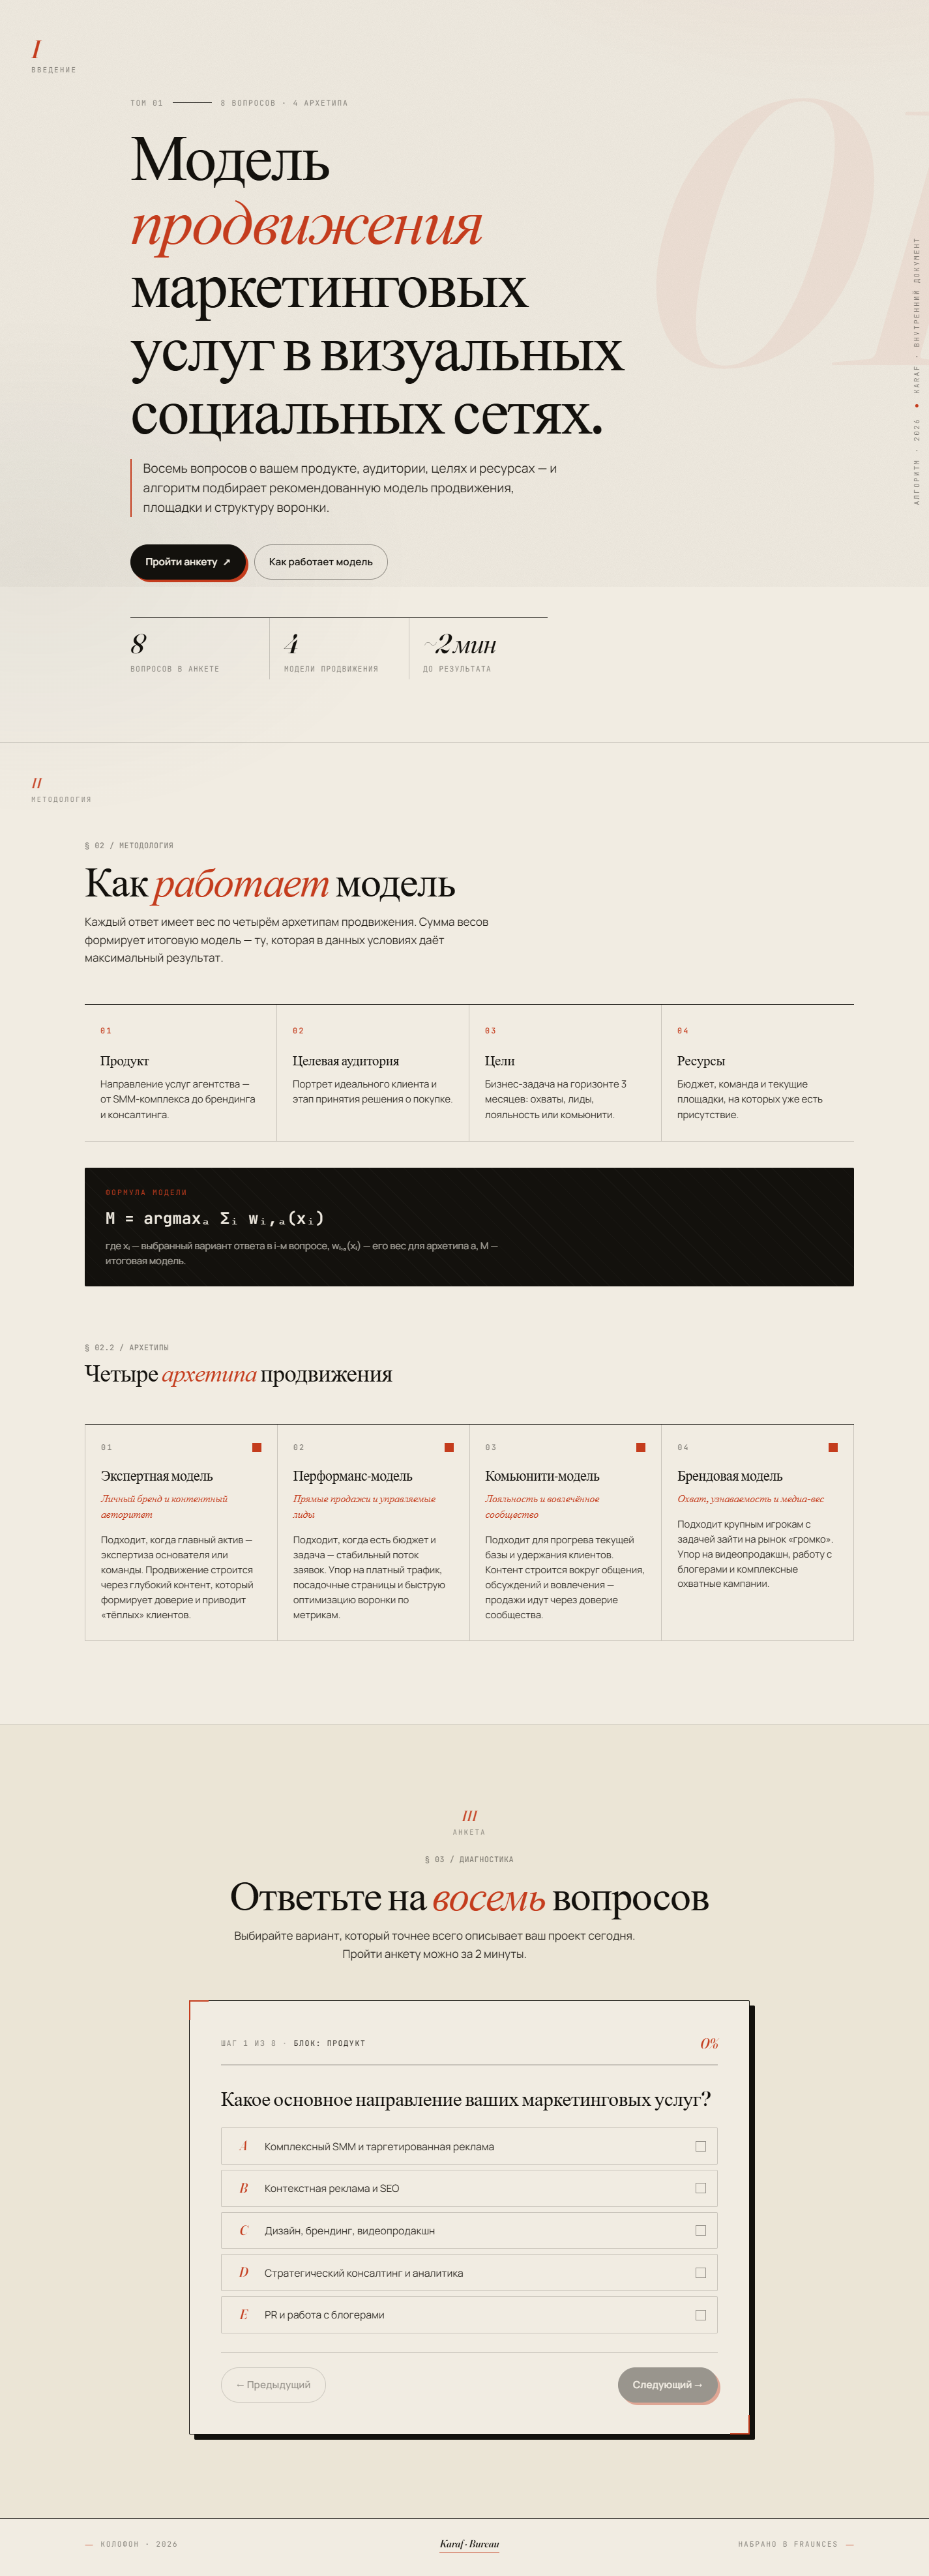 I
ВВЕДЕНИЕ
ТОМ 01
8 ВОПРОСОВ · 4 АРХЕТИПА
01
Модель
продвижения
маркетинговых
услуг в визуальных
социальных сетях.
АЛГОРИТМ · 2026 ● KARAF · ВНУТРЕННИЙ ДОКУМЕНТ
Восемь вопросов о вашем продукте, аудитории, целях и ресурсах — и
алгоритм подбирает рекомендованную модель продвижения,
площадки и структуру воронки.
Пройти анкету ↗
Как работает модель
8
ВОПРОСОВ В АНКЕТЕ
4
МОДЕЛИ ПРОДВИЖЕНИЯ
~2 мин
ДО РЕЗУЛЬТАТА
II
МЕТОДОЛОГИЯ
§ 02 / МЕТОДОЛОГИЯ
Как работает модель
Каждый ответ имеет вес по четырём архетипам продвижения. Сумма весов
формирует итоговую модель — ту, которая в данных условиях даёт
максимальный результат.
01
Продукт
Направление услуг агентства —
от SMM-комплекса до брендинга
и консалтинга.
02
Целевая аудитория
Портрет идеального клиента и
этап принятия решения о покупке.
03
Цели
Бизнес-задача на горизонте 3
месяцев: охваты, лиды,
лояльность или комьюнити.
04
Ресурсы
Бюджет, команда и текущие
площадки, на которых уже есть
присутствие.
ФОРМУЛА МОДЕЛИ
M = argmaxₐ Σᵢ wᵢ,ₐ(xᵢ)
где xᵢ — выбранный вариант ответа в i-м вопросе, wᵢ,ₐ(xᵢ) — его вес для архетипа a, M —
итоговая модель.
§ 02.2 / АРХЕТИПЫ
Четыре архетипа продвижения
01
Экспертная модель
Личный бренд и контентный
авторитет
Подходит, когда главный актив —
экспертиза основателя или
команды. Продвижение строится
через глубокий контент, который
формирует доверие и приводит
«тёплых» клиентов.
02
Перформанс-модель
Прямые продажи и управляемые
лиды
Подходит, когда есть бюджет и
задача — стабильный поток
заявок. Упор на платный трафик,
посадочные страницы и быструю
оптимизацию воронки по
метрикам.
03
Комьюнити-модель
Лояльность и вовлечённое
сообщество
Подходит для прогрева текущей
базы и удержания клиентов.
Контент строится вокруг общения,
обсуждений и вовлечения —
продажи идут через доверие
сообщества.
04
Брендовая модель
Охват, узнаваемость и медиа-вес
Подходит крупным игрокам с
задачей зайти на рынок «громко».
Упор на видеопродакшн, работу с
блогерами и комплексные
охватные кампании.
III
АНКЕТА
§ 03 / ДИАГНОСТИКА
Ответьте на восемь вопросов
Выбирайте вариант, который точнее всего описывает ваш проект сегодня.
Пройти анкету можно за 2 минуты.
ШАГ 1 ИЗ 8 · БЛОК: ПРОДУКТ
0%
Какое основное направление ваших маркетинговых услуг?
A Комплексный SMM и таргетированная реклама
B Контекстная реклама и SEO
C Дизайн, брендинг, видеопродакшн
D Стратегический консалтинг и аналитика
E PR и работа с блогерами
← Предыдущий
Следующий →
— КОЛОФОН · 2026
Karaf · Bureau
НАБРАНО В FRAUNCES —